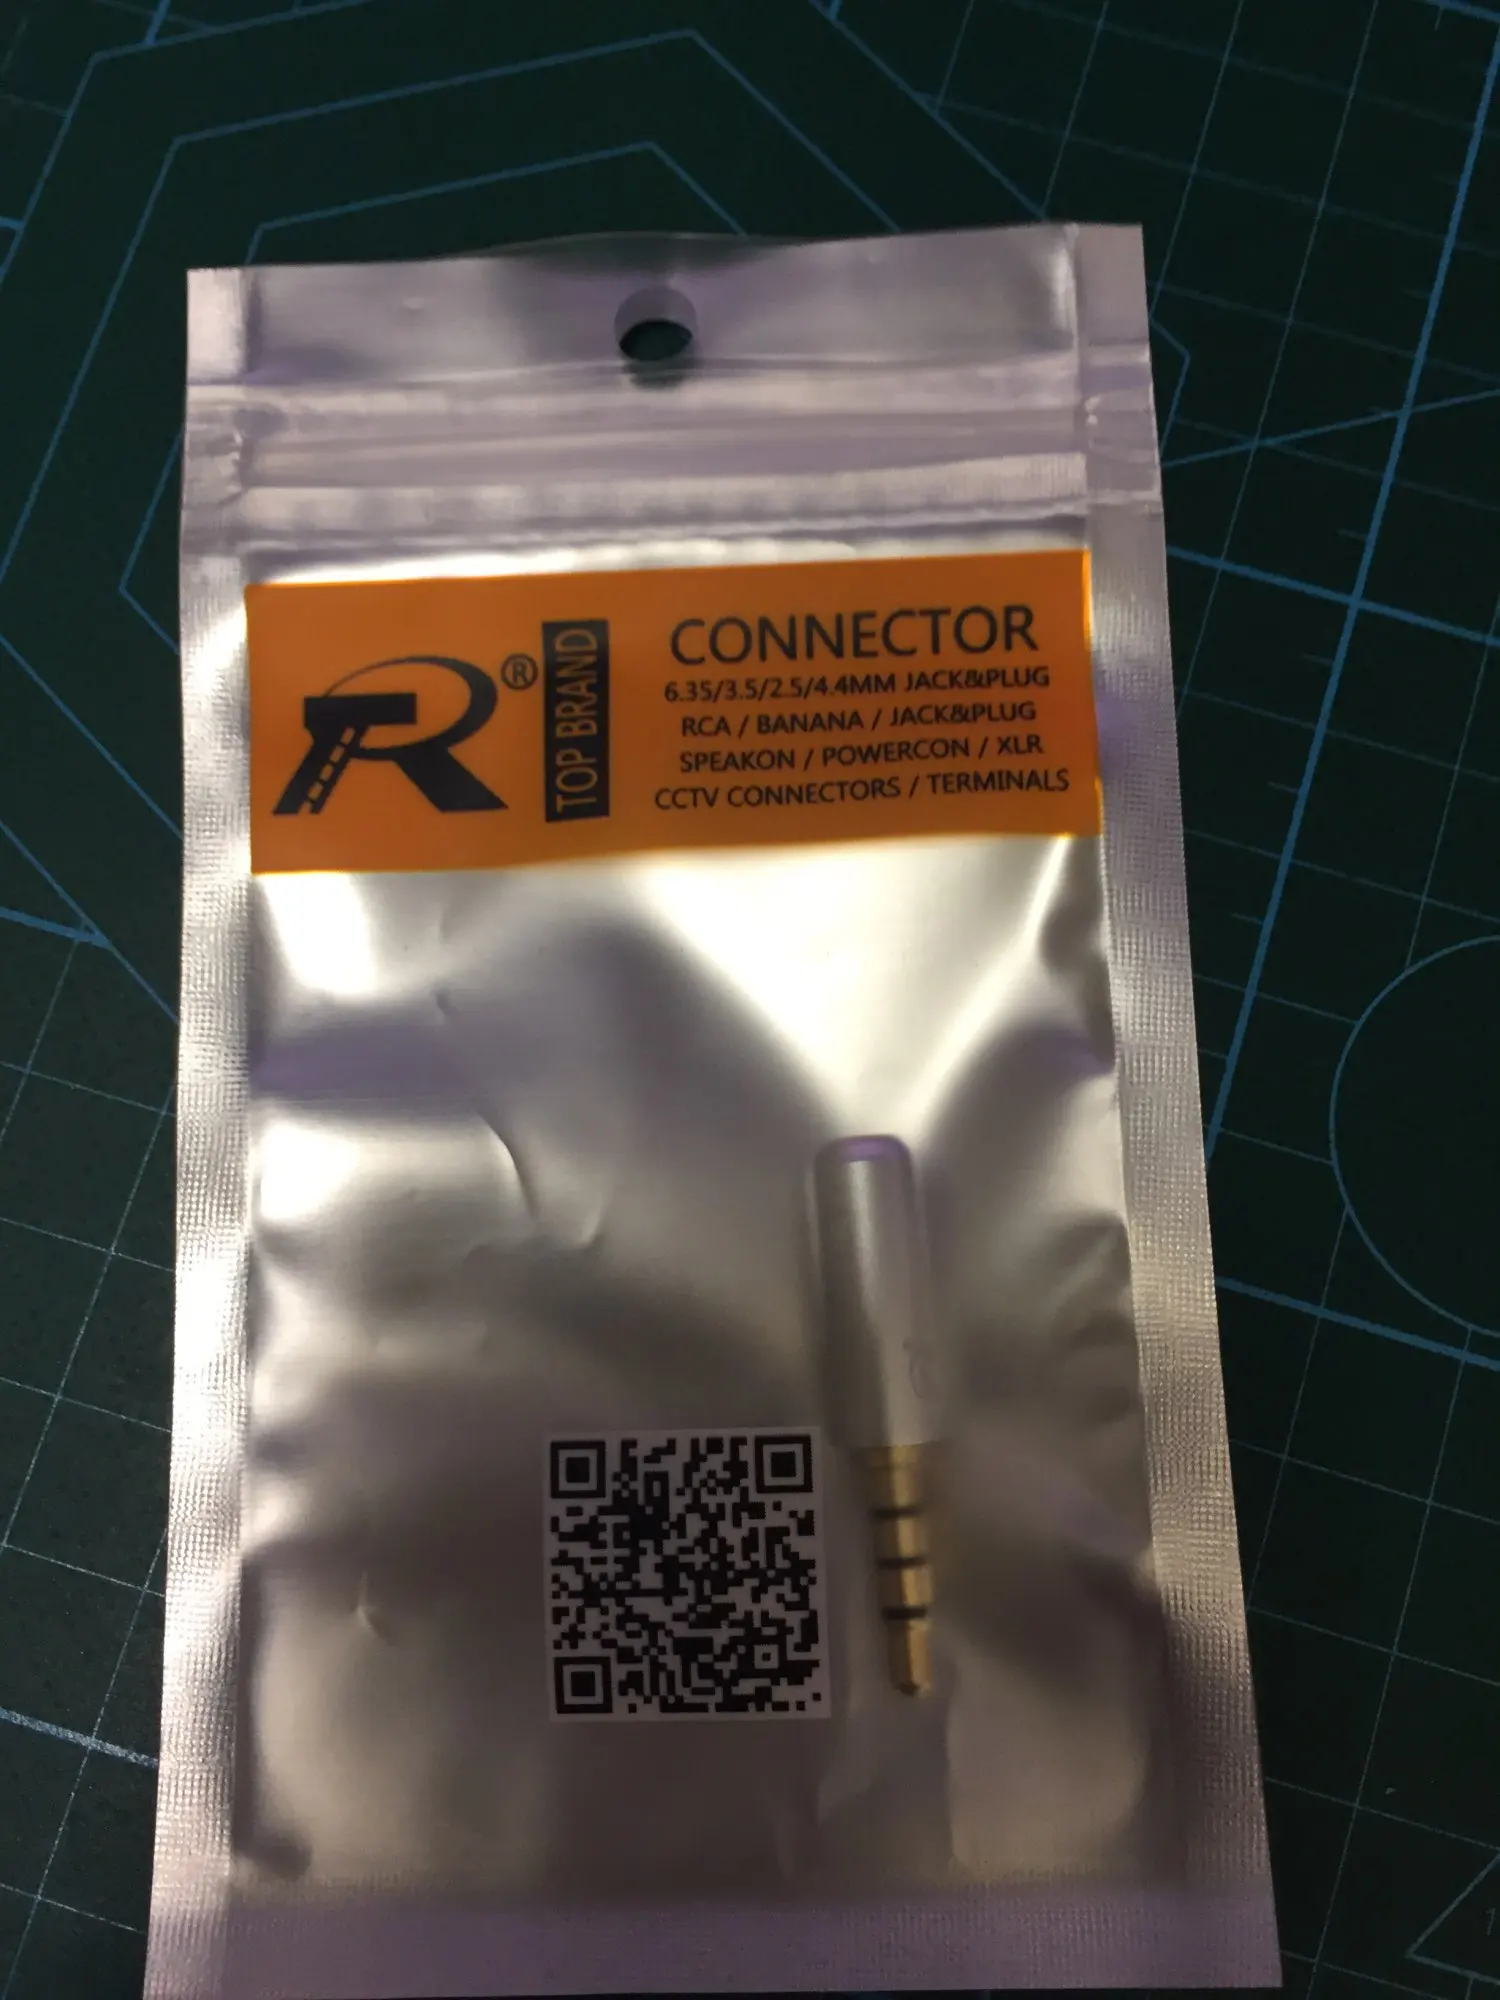 R®
TOP BRAND
CONNECTOR
6.35/3.5/2.5/4.4MM JACK&PLUG
RCA / BANANA / JACK&PLUG
SPEAKON / POWERCON / XLR
CCTV CONNECTORS / TERMINALS